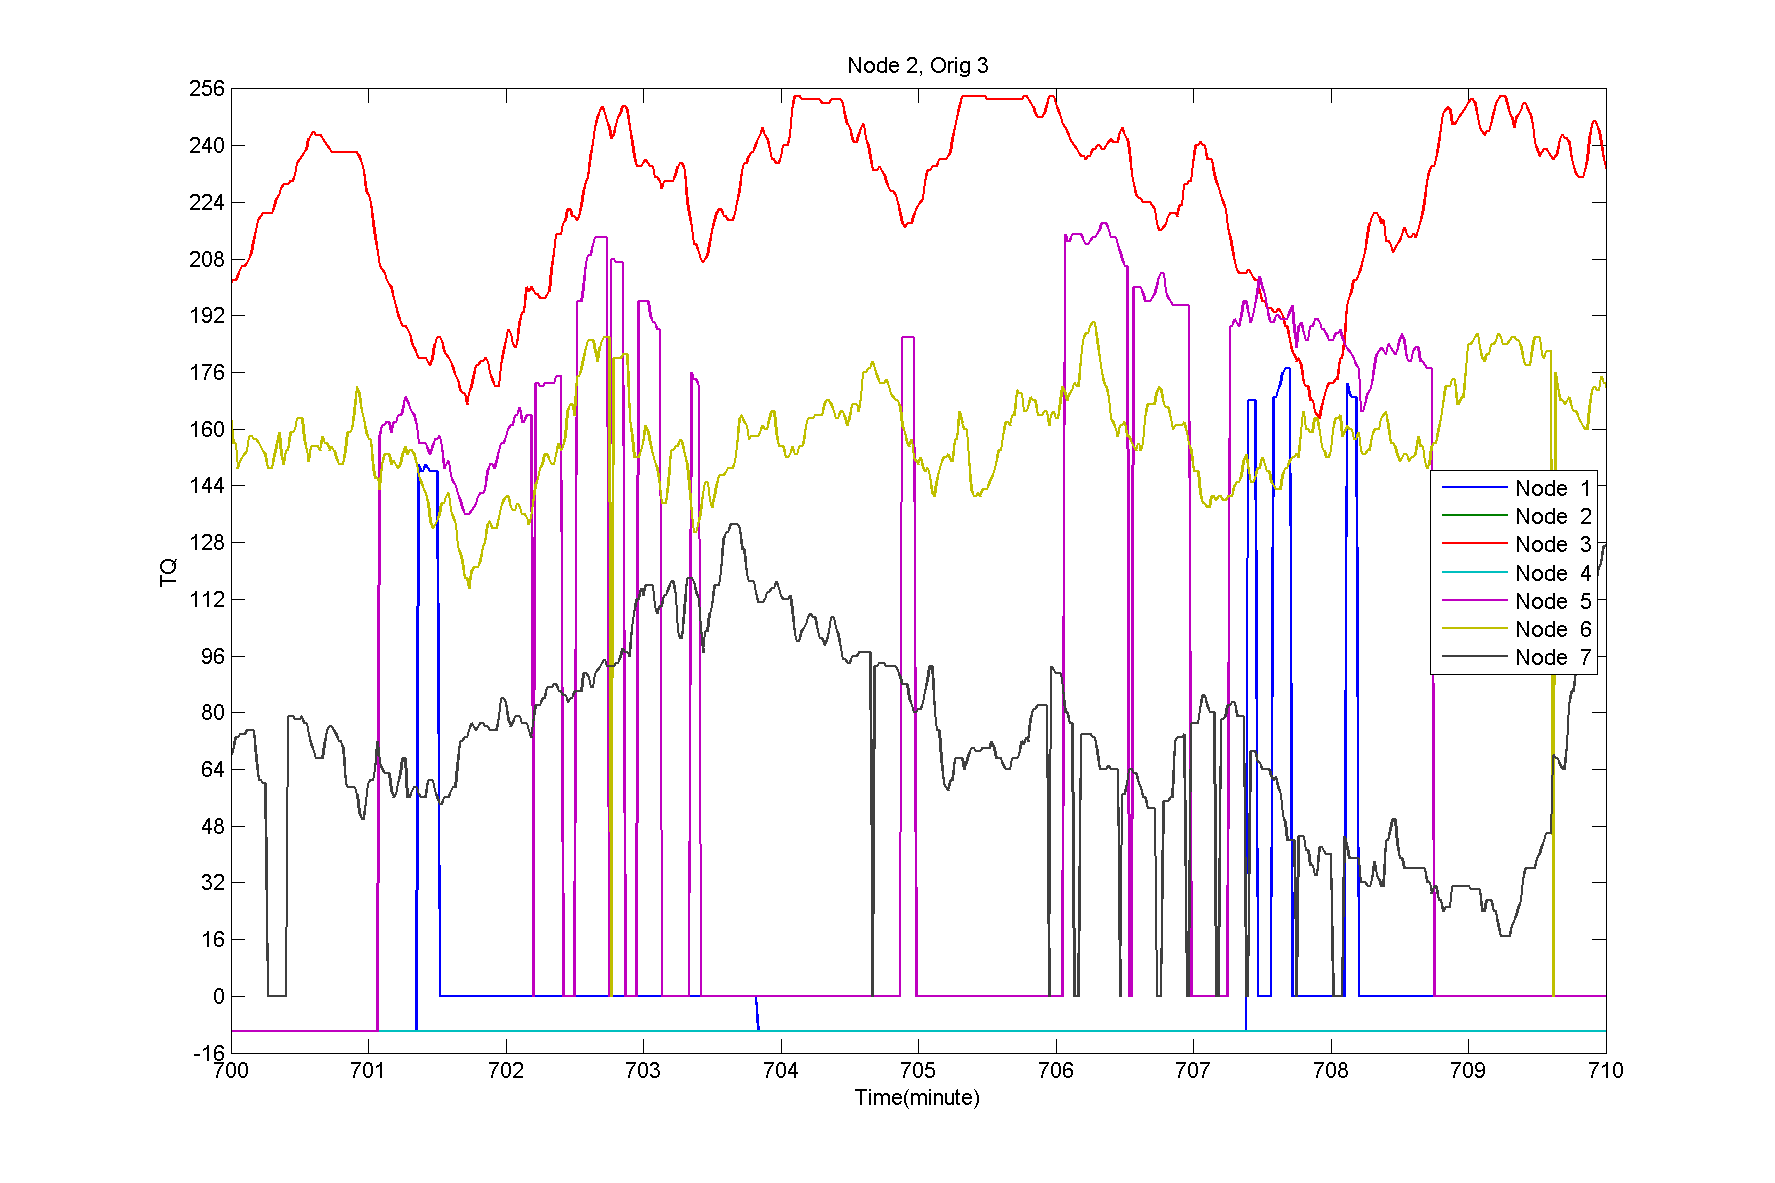 Node 2, Orig 3
256
240
224
208
192
176
160
144
128
112
96
80
64
48
32
16
0
-16
TQ
Node 1
Node 2
Node 3
Node 4
Node 5
Node 6
Node 7
700 701 702 703 704 705 706 707 708 709 710
Time(minute)